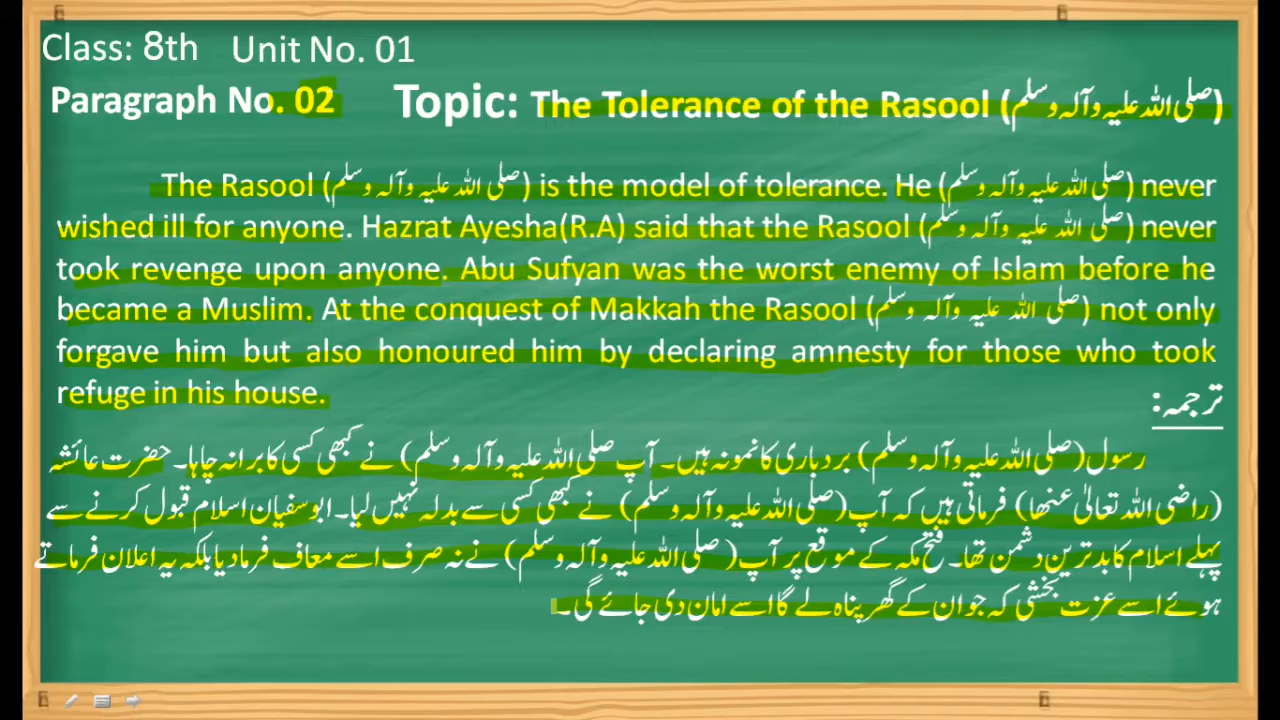 Class: 8th Unit No. 01
Paragraph No. 02 Topic: The Tolerance of the Rasool (صلی اللہ علیہ وآلہ وسلم)
The Rasool (صلی اللہ علیہ وآلہ وسلم) is the model of tolerance. He (صلی اللہ علیہ وآلہ وسلم) never
wished ill for anyone. Hazrat Ayesha(R.A) said that the Rasool (صلی اللہ علیہ وآلہ وسلم) never
took revenge upon anyone. Abu Sufyan was the worst enemy of Islam before he
became a Muslim. At the conquest of Makkah the Rasool (صلی اللہ علیہ وآلہ وسلم) not only
forgave him but also honoured him by declaring amnesty for those who took
refuge in his house.
ترجمہ:
رسول(صلی اللہ علیہ وآلہ وسلم) بردباری کا نمونہ ہیں۔ آپ صلی اللہ علیہ وآلہ وسلم) نے کبھی کسی کا برا نہ چاہا۔ حضرت عائشہ
(راضی اللہ تعالیٰ عنھا) فرماتی ہیں کہ آپ(صلی اللہ علیہ وآلہ وسلم) نے کبھی کسی سے بدلہ نہیں لیا۔ ابو سفیان اسلام قبول کرنے سے
پہلے اسلام کا بدترین دشمن تھا۔ فتح مکہ کے موقع پر آپ( صلی اللہ علیہ وآلہ وسلم) نے نہ صرف اسے معاف فرما دیا بلکہ یہ اعلان فرماتے
ہوئے اسے عزت بخشی کہ جو ان کے گھر پناہ لے گا اسے امان دی جائے گی۔